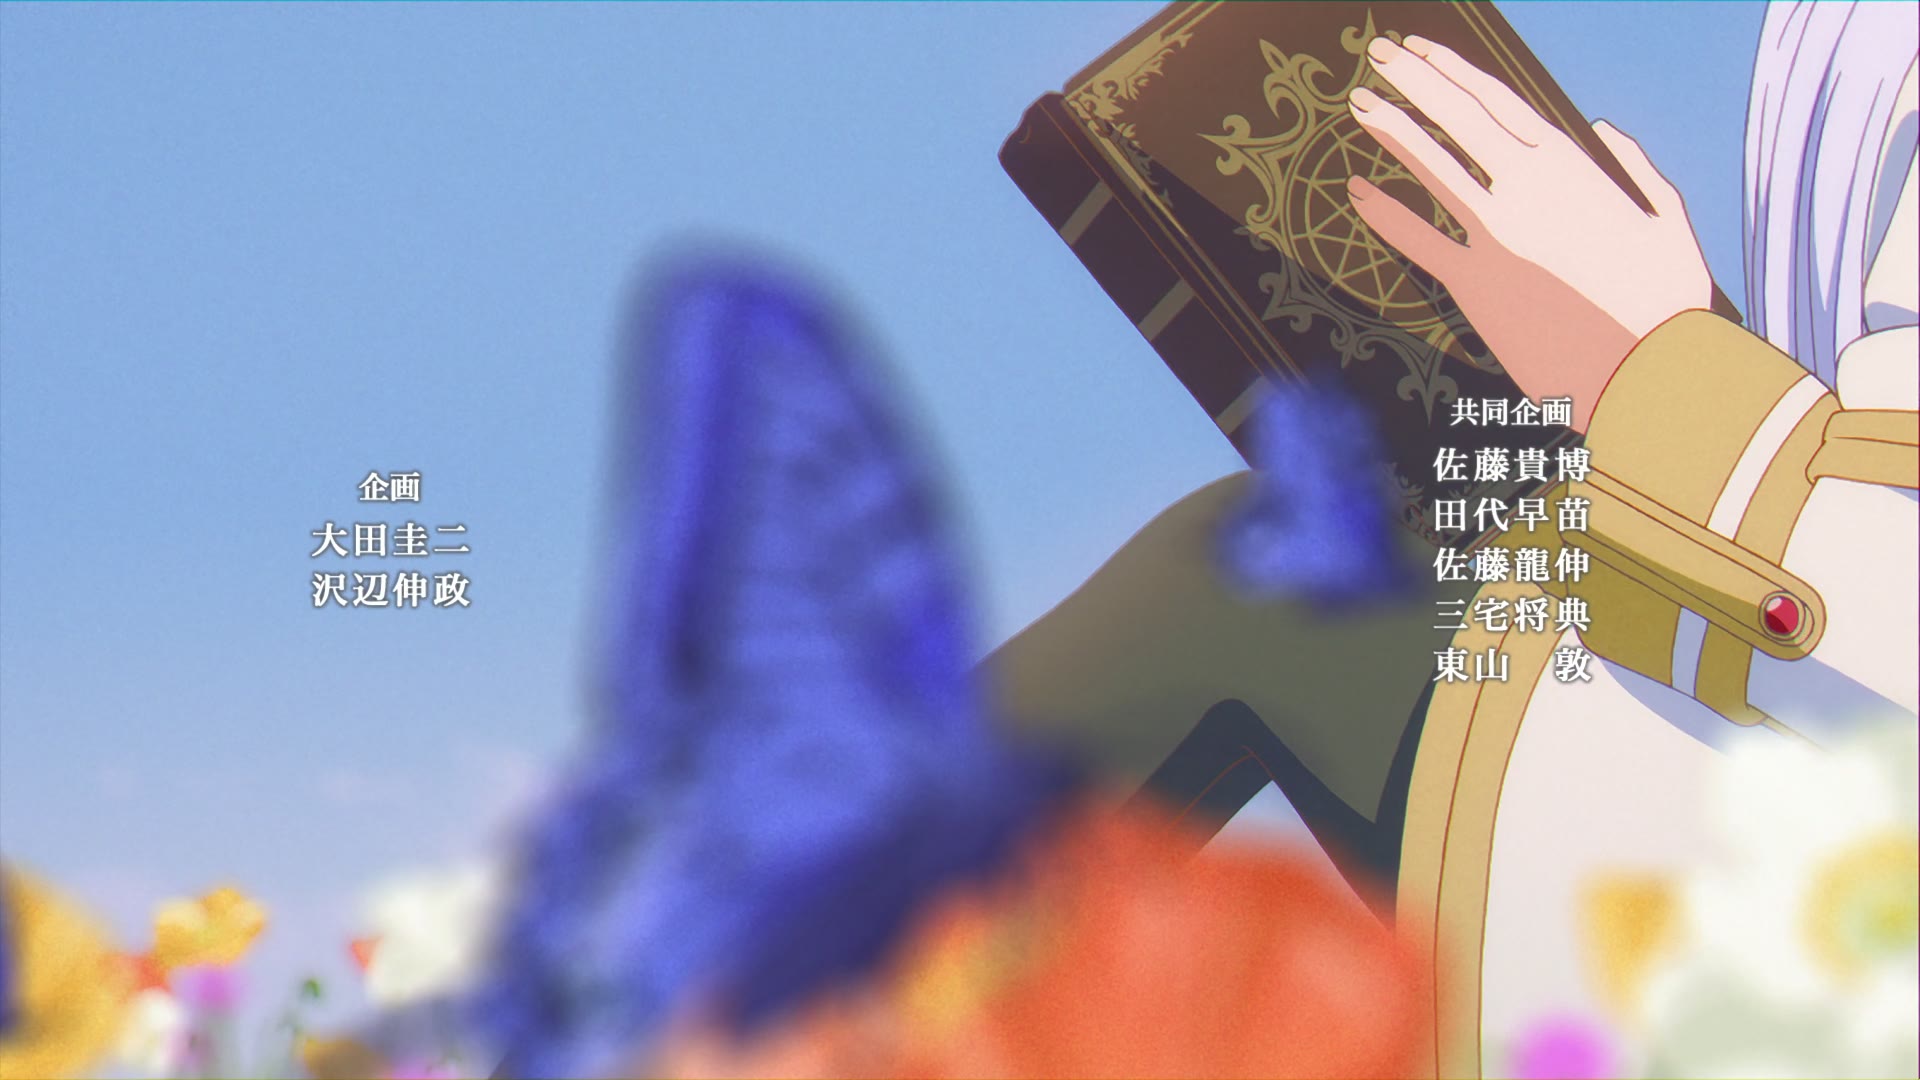 企画
大田圭二
沢辺伸政
共同企画
佐藤貴博
田代早苗
佐藤龍伸
三宅将典
東山　敦